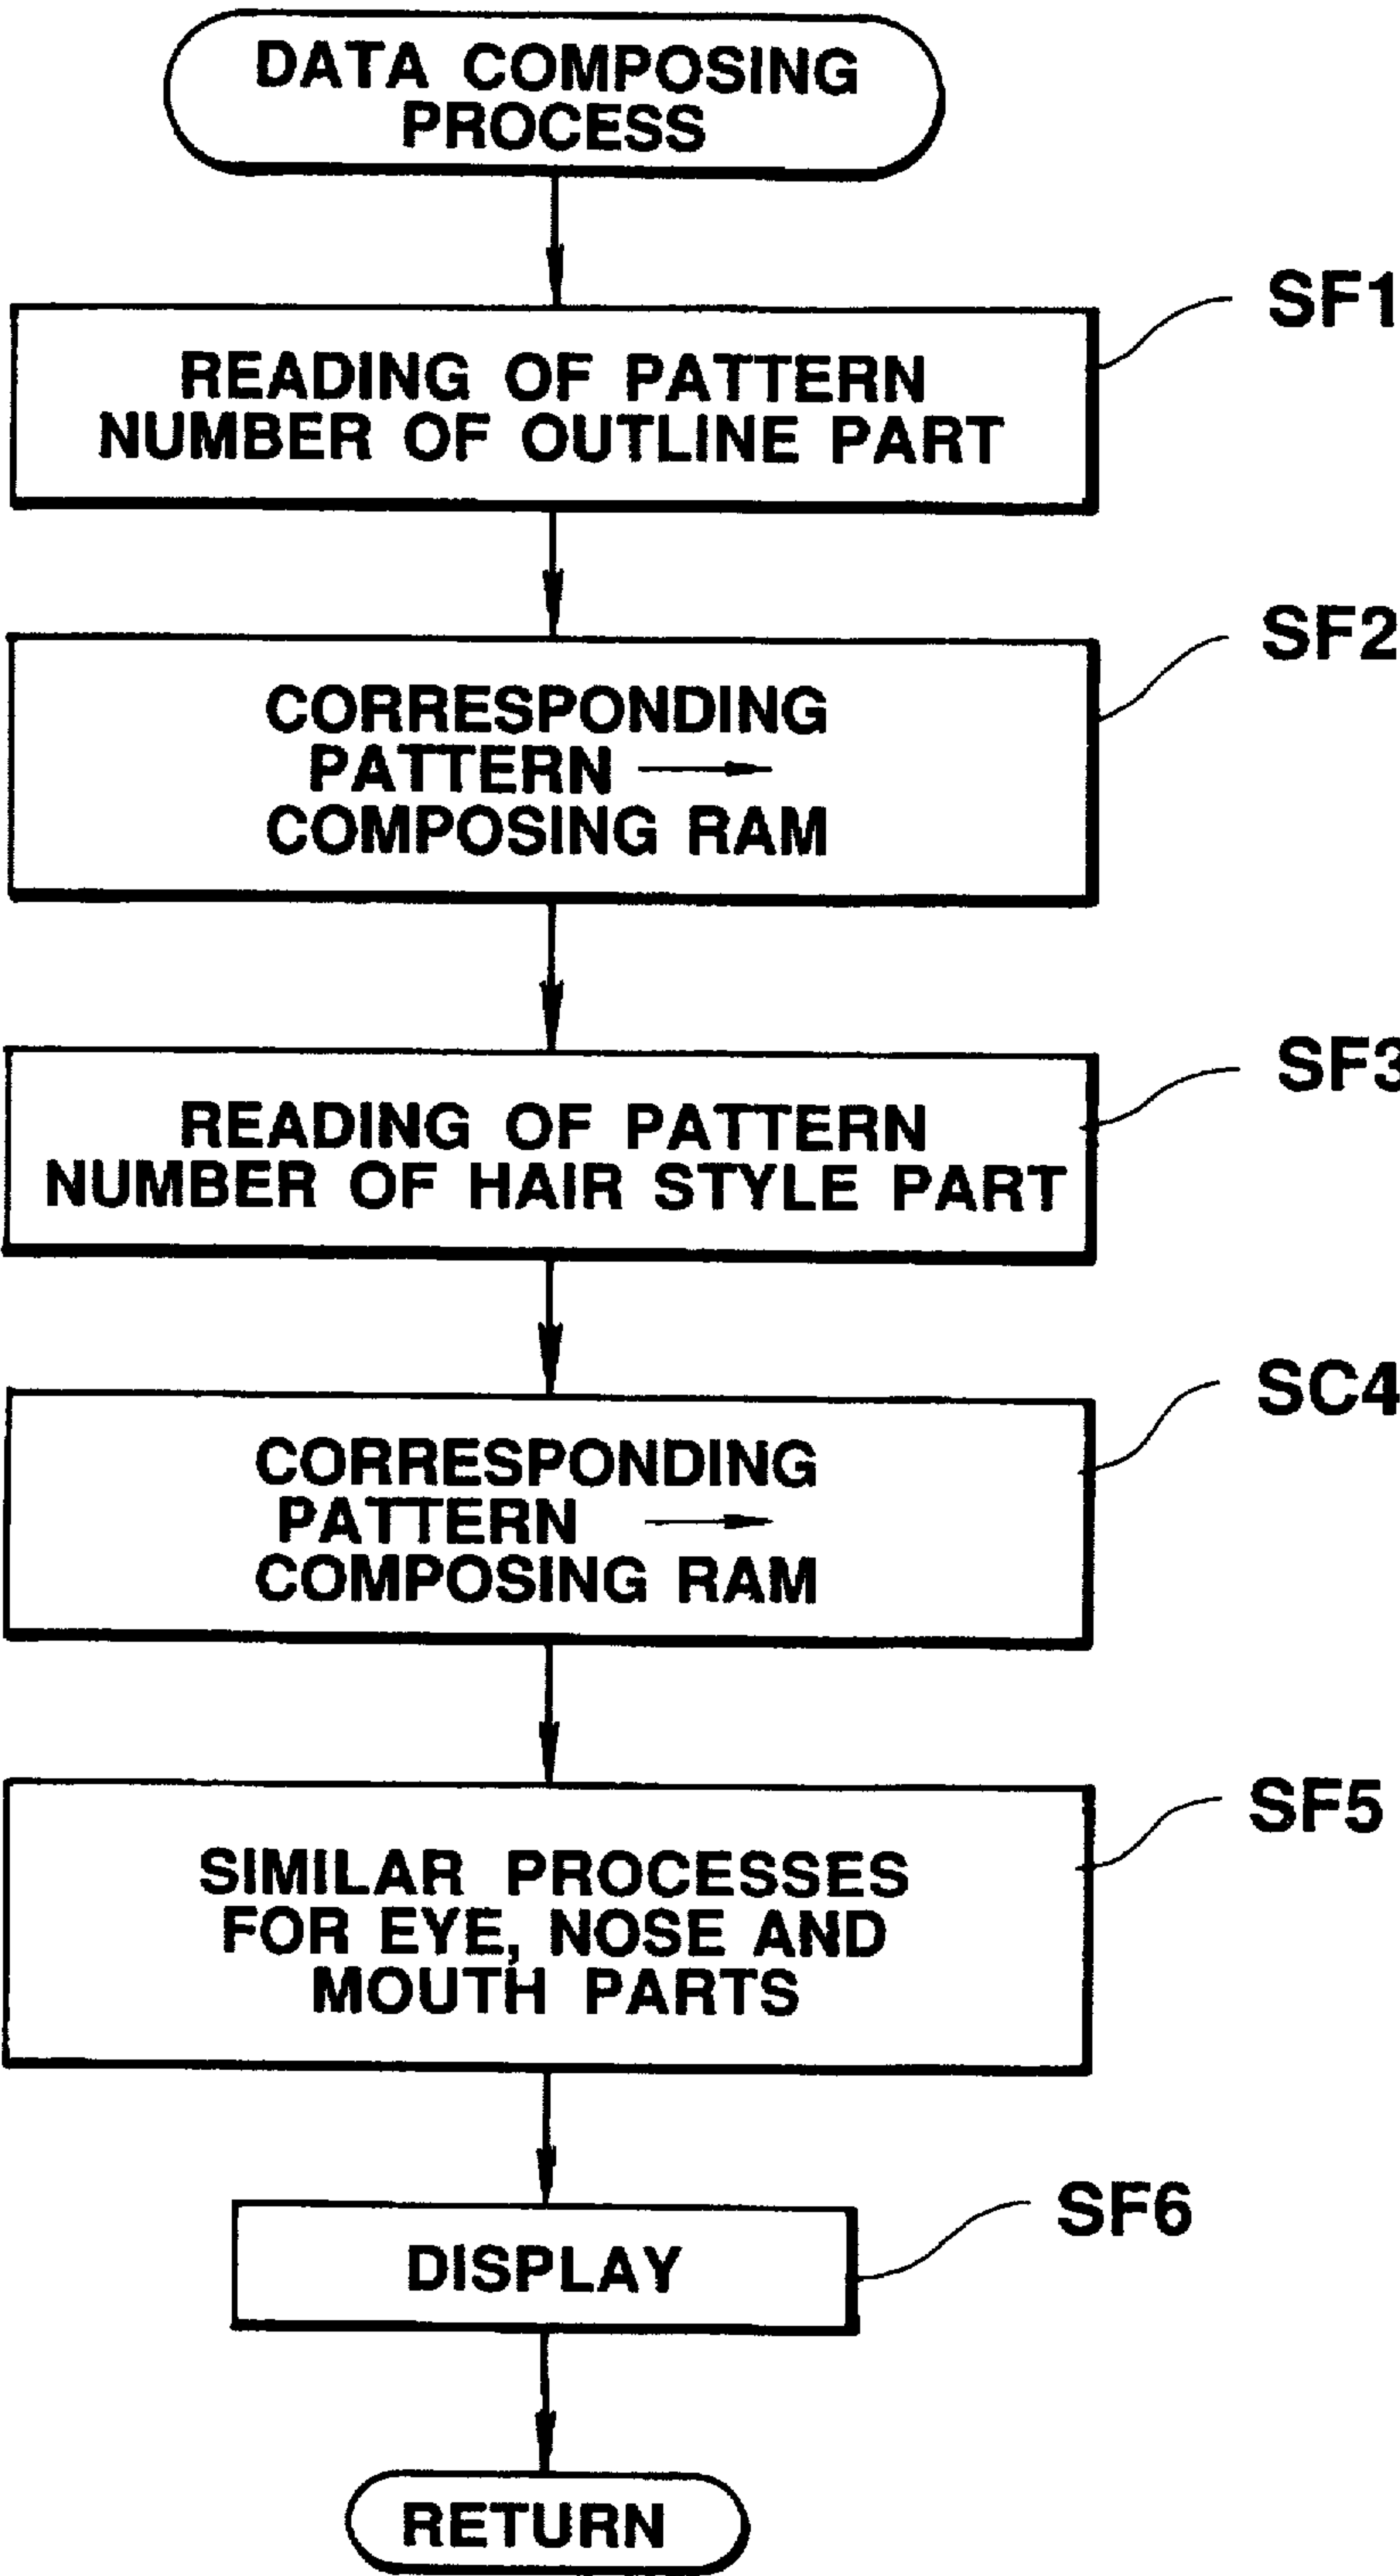 DATA COMPOSING
PROCESS
SF1
READING OF PATTERN
NUMBER OF OUTLINE PART
SF2
CORRESPONDING
PATTERN →
COMPOSING RAM
SF3
READING OF PATTERN
NUMBER OF HAIR STYLE PART
SC4
CORRESPONDING
PATTERN →
COMPOSING RAM
SF5
SIMILAR PROCESSES
FOR EYE, NOSE AND
MOUTH PARTS
SF6
DISPLAY
RETURN